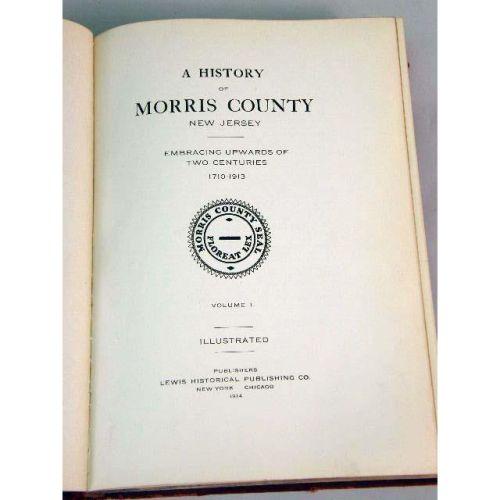 A HISTORY
OF
MORRIS COUNTY
NEW JERSEY
EMBRACING UPWARDS OF
TWO CENTURIES
1710-1913
MORRIS COUNTY SEAL
FLOREAT LEX
VOLUME I.
ILLUSTRATED
PUBLISHERS
LEWIS HISTORICAL PUBLISHING CO.
NEW YORK CHICAGO
1914